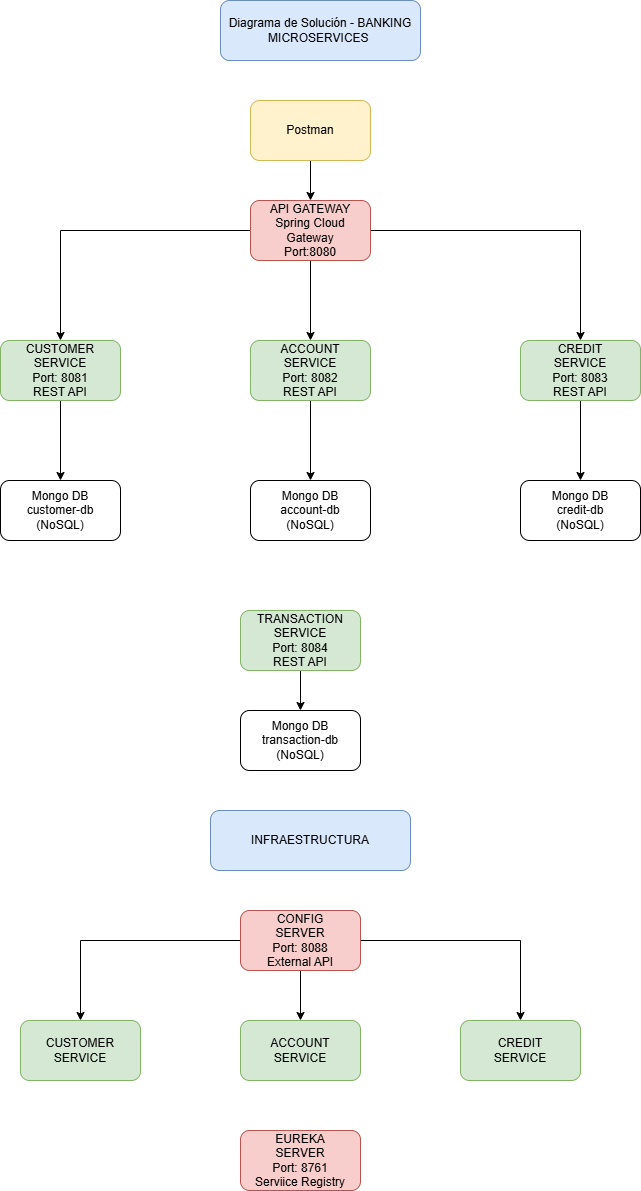 Diagrama de Solución - BANKING
MICROSERVICES
Postman
API GATEWAY
Spring Cloud
Gateway
Port:8080
CUSTOMER
SERVICE
Port: 8081
REST API
ACCOUNT
SERVICE
Port: 8082
REST API
CREDIT
SERVICE
Port: 8083
REST API
Mongo DB
customer-db
(NoSQL)
Mongo DB
account-db
(NoSQL)
Mongo DB
credit-db
(NoSQL)
TRANSACTION
SERVICE
Port: 8084
REST API
Mongo DB
transaction-db
(NoSQL)
INFRAESTRUCTURA
CONFIG
SERVER
Port: 8088
External API
CUSTOMER
SERVICE
ACCOUNT
SERVICE
CREDIT
SERVICE
EUREKA
SERVER
Port: 8761
Serviice Registry